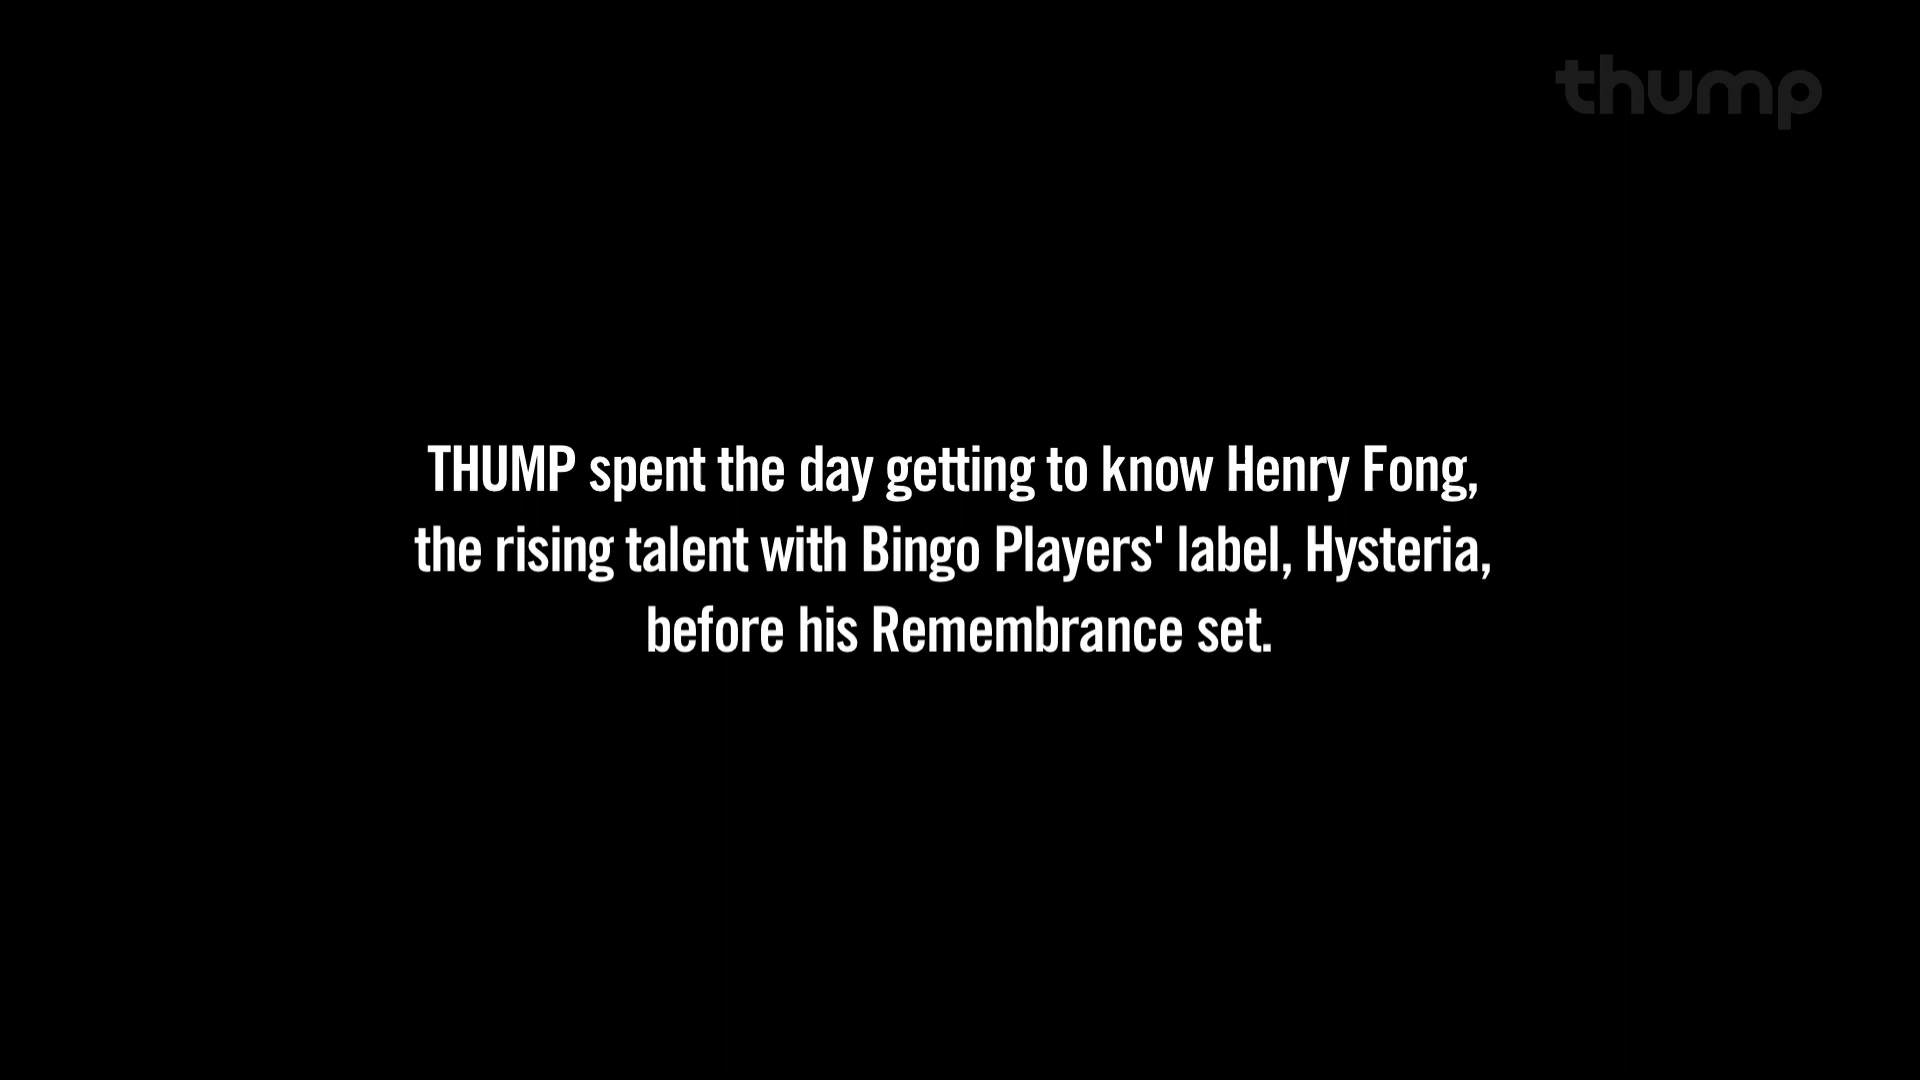 thump
THUMP spent the day getting to know Henry Fong,
the rising talent with Bingo Players' label, Hysteria,
before his Remembrance set.